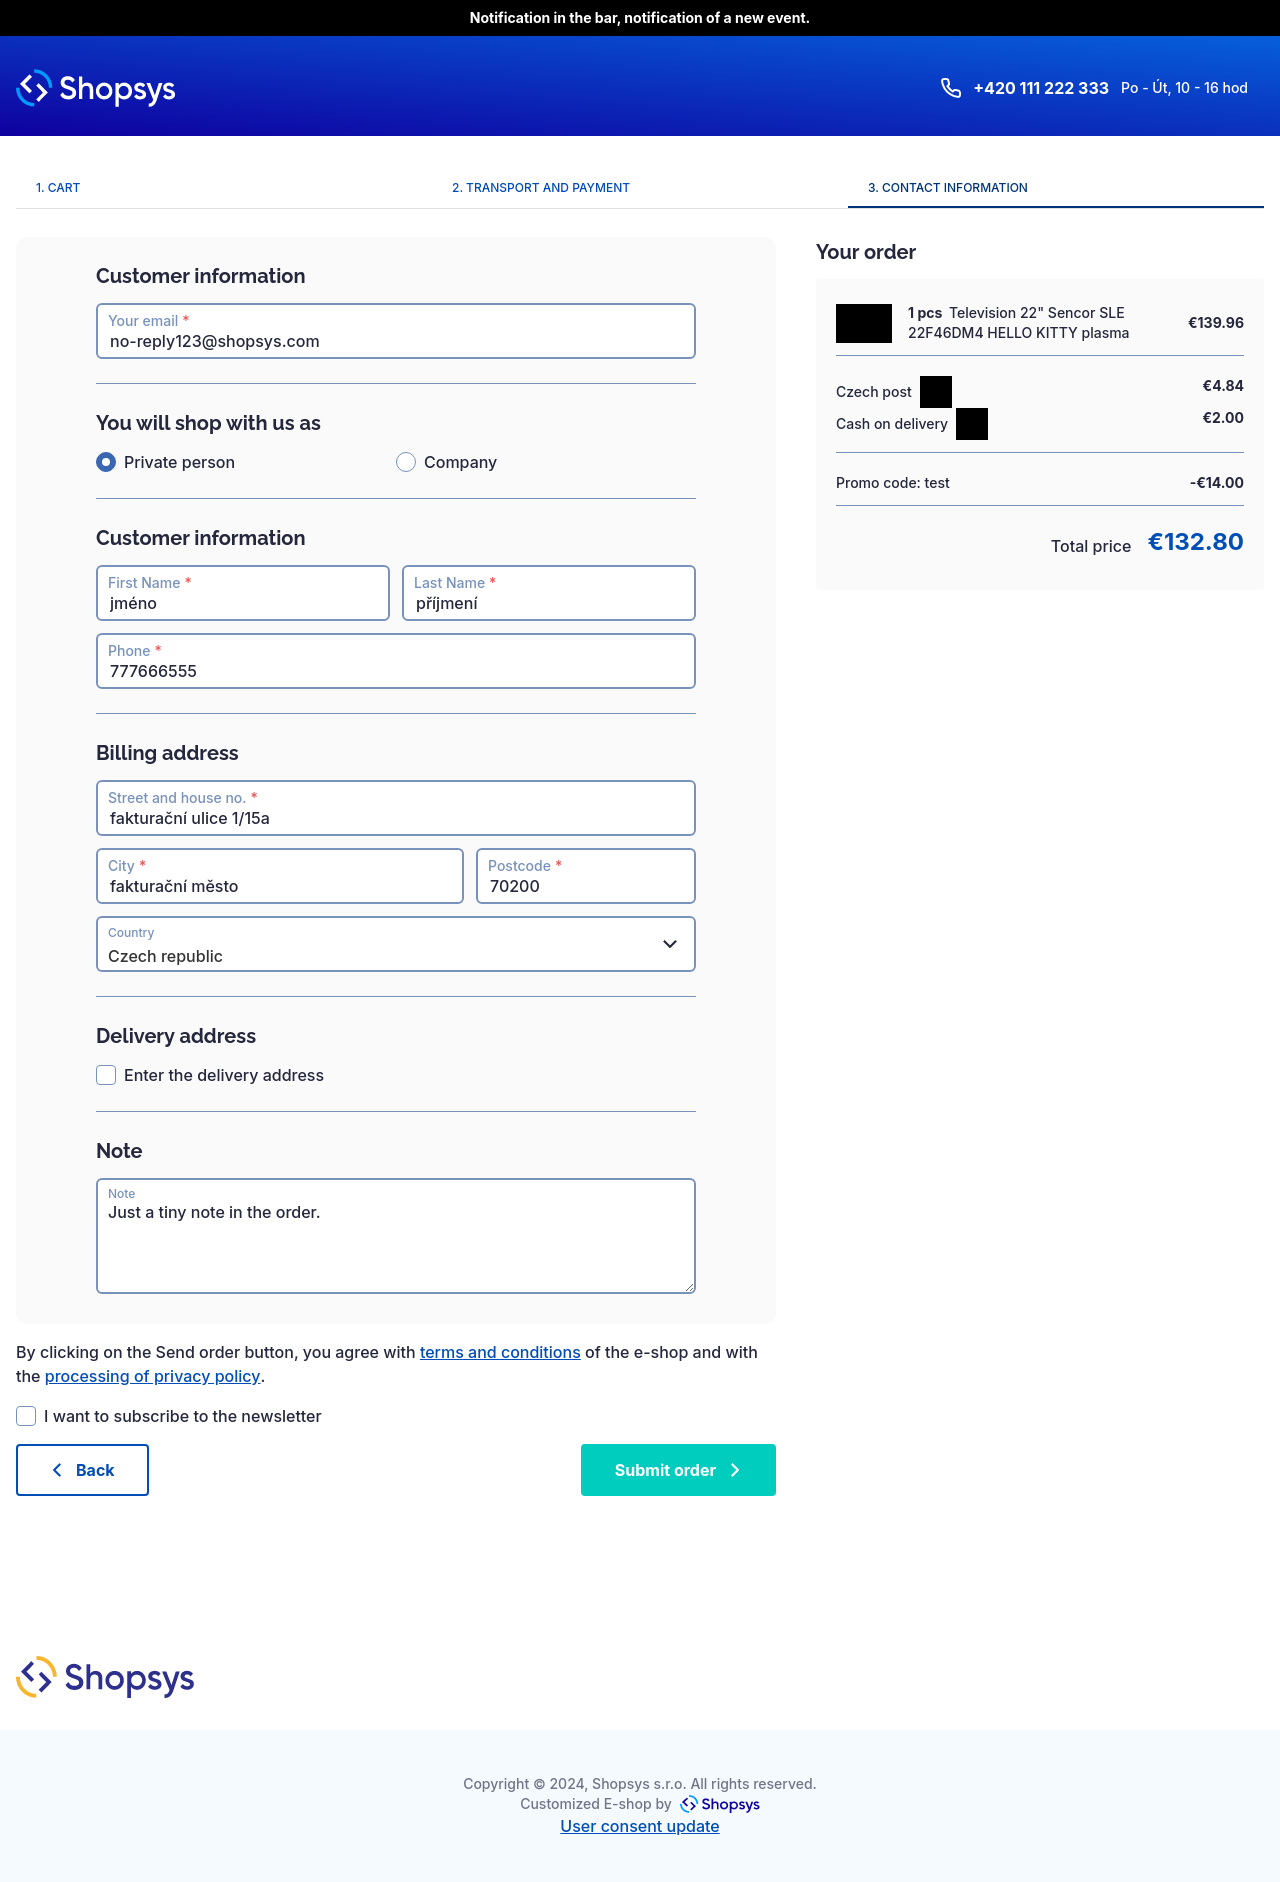 Notification in the bar, notification of a new event.
Shopsys
+420 111 222 333 Po - Út, 10 - 16 hod
1. CART
2. TRANSPORT AND PAYMENT
3. CONTACT INFORMATION
Customer information
Your email *
no-reply123@shopsys.com
You will shop with us as
Private person
Company
Customer information
First Name *
jméno
Last Name *
příjmení
Phone *
777666555
Billing address
Street and house no. *
fakturační ulice 1/15a
City *
fakturační město
Postcode *
70200
Country
Czech republic
Delivery address
Enter the delivery address
Note
Note
Just a tiny note in the order.
By clicking on the Send order button, you agree with terms and conditions of the e-shop and with
the processing of privacy policy.
I want to subscribe to the newsletter
Back
Submit order
Your order
1 pcs Television 22" Sencor SLE
22F46DM4 HELLO KITTY plasma
€139.96
Czech post
€4.84
Cash on delivery
€2.00
Promo code: test
-€14.00
Total price €132.80
Shopsys
Copyright © 2024, Shopsys s.r.o. All rights reserved.
Customized E-shop by Shopsys
User consent update